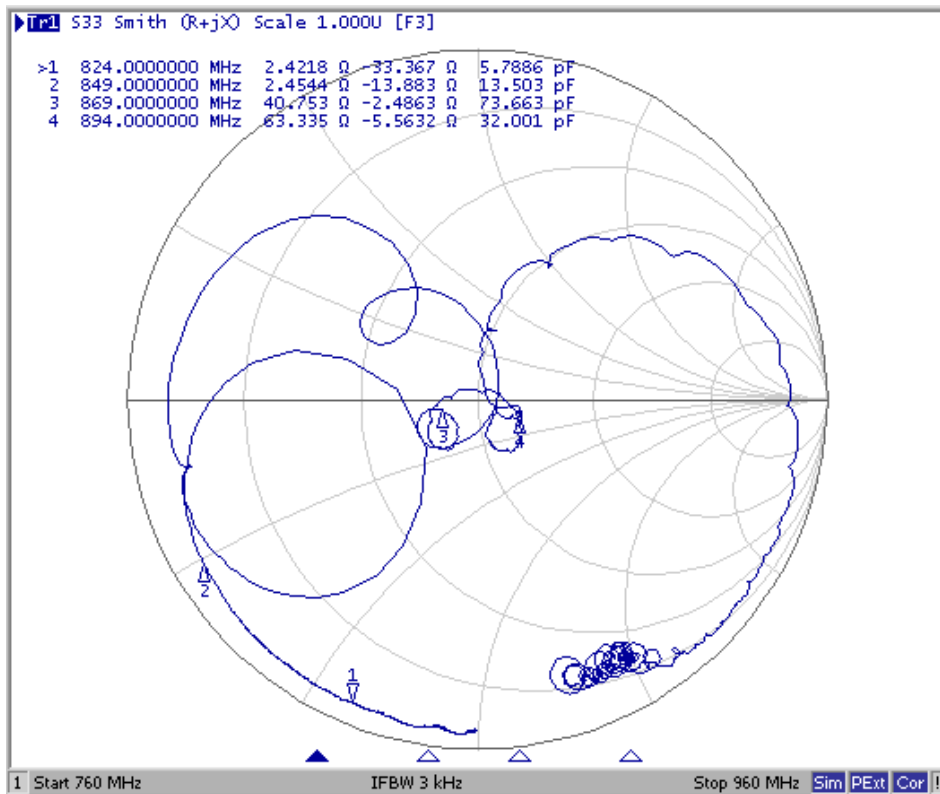 Tr1 S33 Smith (R+jX) Scale 1.000U [F3]
>1 824.0000000 MHz 2.4218 Ω -33.367 Ω 5.7886 pF
2 849.0000000 MHz 2.4544 Ω -13.883 Ω 13.503 pF
3 869.0000000 MHz 40.753 Ω -2.4863 Ω 73.663 pF
4 894.0000000 MHz 63.335 Ω -5.5632 Ω 32.001 pF
3
4
2
1
1 Start 760 MHz IFBW 3 kHz Stop 960 MHz Sim PExt Cor !